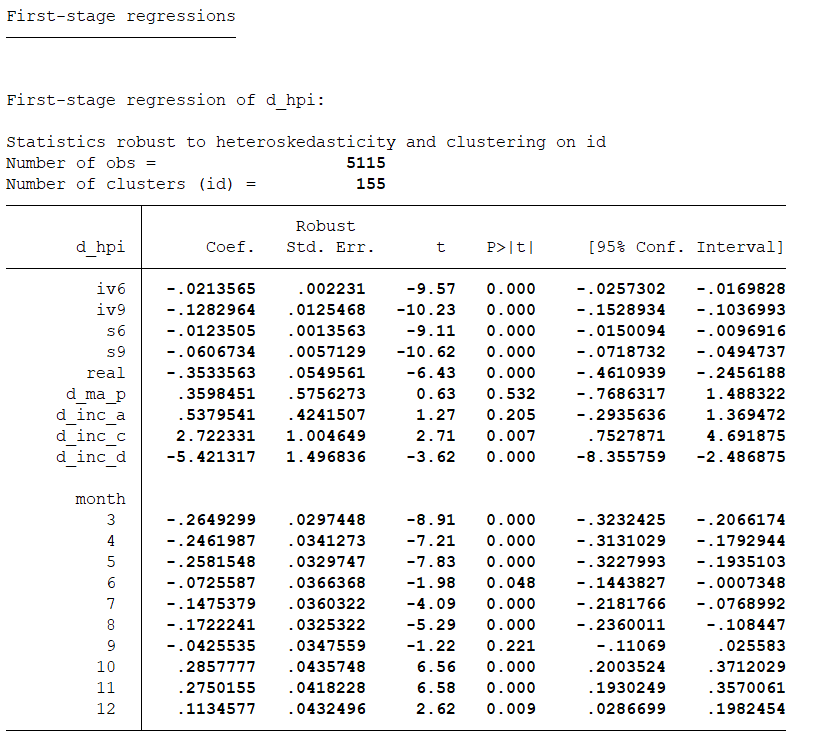 First-stage regressions
First-stage regression of d_hpi:
Statistics robust to heteroskedasticity and clustering on id
Number of obs = 5115
Number of clusters (id) = 155
Robust
d_hpi Coef. Std. Err. t P>|t| [95% Conf. Interval]
iv6 -.0213565 .002231 -9.57 0.000 -.0257302 -.0169828
iv9 -.1282964 .0125468 -10.23 0.000 -.1528934 -.1036993
s6 -.0123505 .0013563 -9.11 0.000 -.0150094 -.0096916
s9 -.0606734 .0057129 -10.62 0.000 -.0718732 -.0494737
real -.3533563 .0549561 -6.43 0.000 -.4610939 -.2456188
d_ma_p .3598451 .5756273 0.63 0.532 -.7686317 1.488322
d_inc_a .5379541 .4241507 1.27 0.205 -.2935636 1.369472
d_inc_c 2.722331 1.004649 2.71 0.007 .7527871 4.691875
d_inc_d -5.421317 1.496836 -3.62 0.000 -8.355759 -2.486875
month
3 -.2649299 .0297448 -8.91 0.000 -.3232425 -.2066174
4 -.2461987 .0341273 -7.21 0.000 -.3131029 -.1792944
5 -.2581548 .0329747 -7.83 0.000 -.3227993 -.1935103
6 -.0725587 .0366368 -1.98 0.048 -.1443827 -.0007348
7 -.1475379 .0360322 -4.09 0.000 -.2181766 -.0768992
8 -.1722241 .0325322 -5.29 0.000 -.2360011 -.108447
9 -.0425535 .0347559 -1.22 0.221 -.11069 .025583
10 .2857777 .0435748 6.56 0.000 .2003524 .3712029
11 .2750155 .0418228 6.58 0.000 .1930249 .3570061
12 .1134577 .0432496 2.62 0.009 .0286699 .1982454